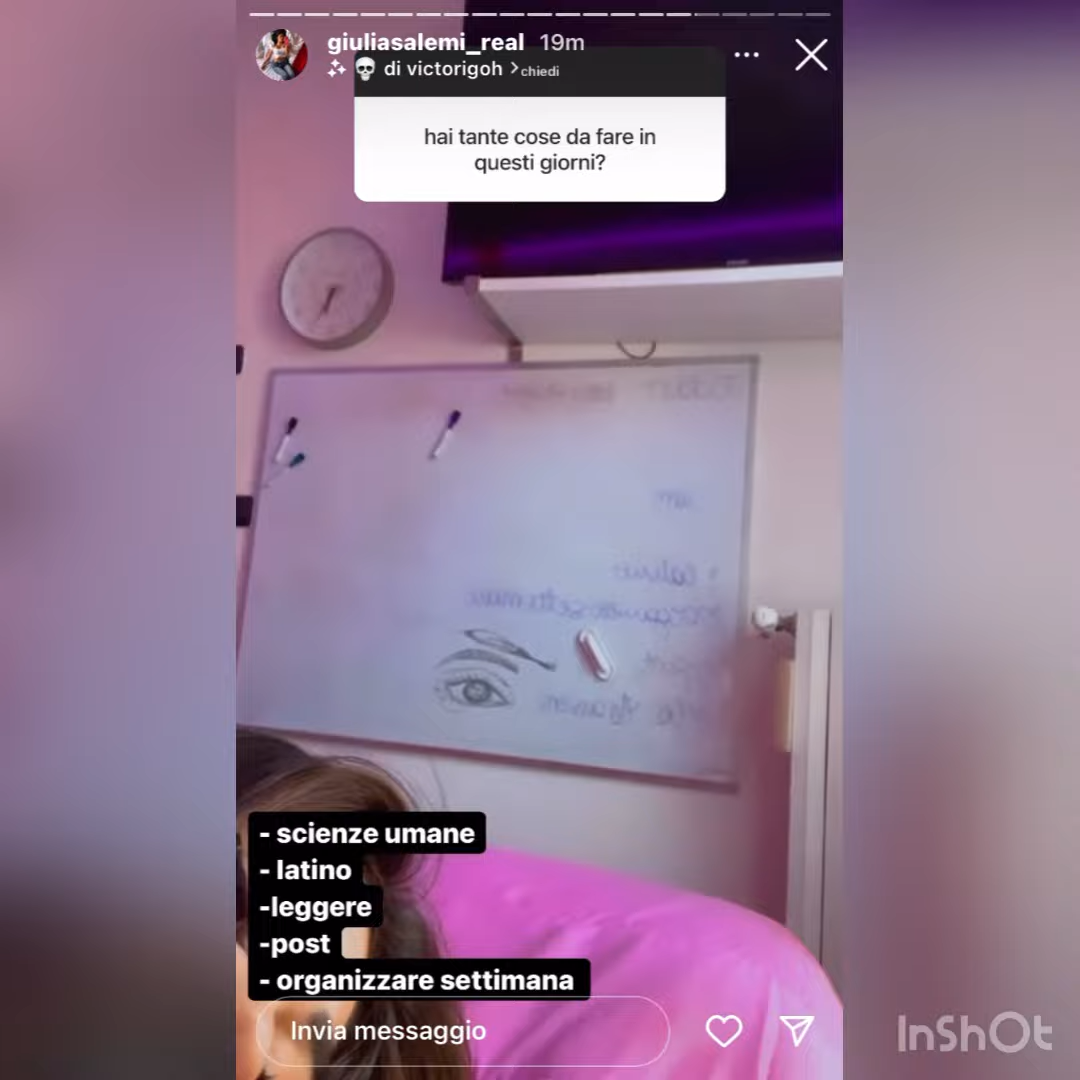 giuliasalemi_real 19m
di victorigoh > chiedi
hai tante cose da fare in
questi giorni?
- scienze umane
- latino
-leggere
-post
- organizzare settimana
Invia messaggio
InShOt